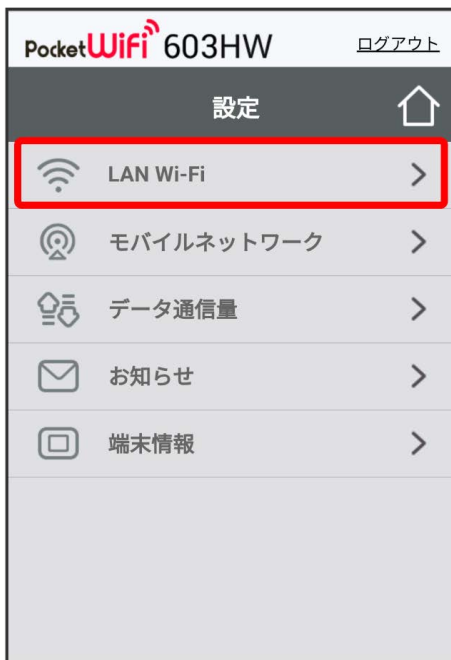 PocketWiFi 603HW
ログアウト
設定
LAN Wi-Fi
モバイルネットワーク
データ通信量
お知らせ
端末情報